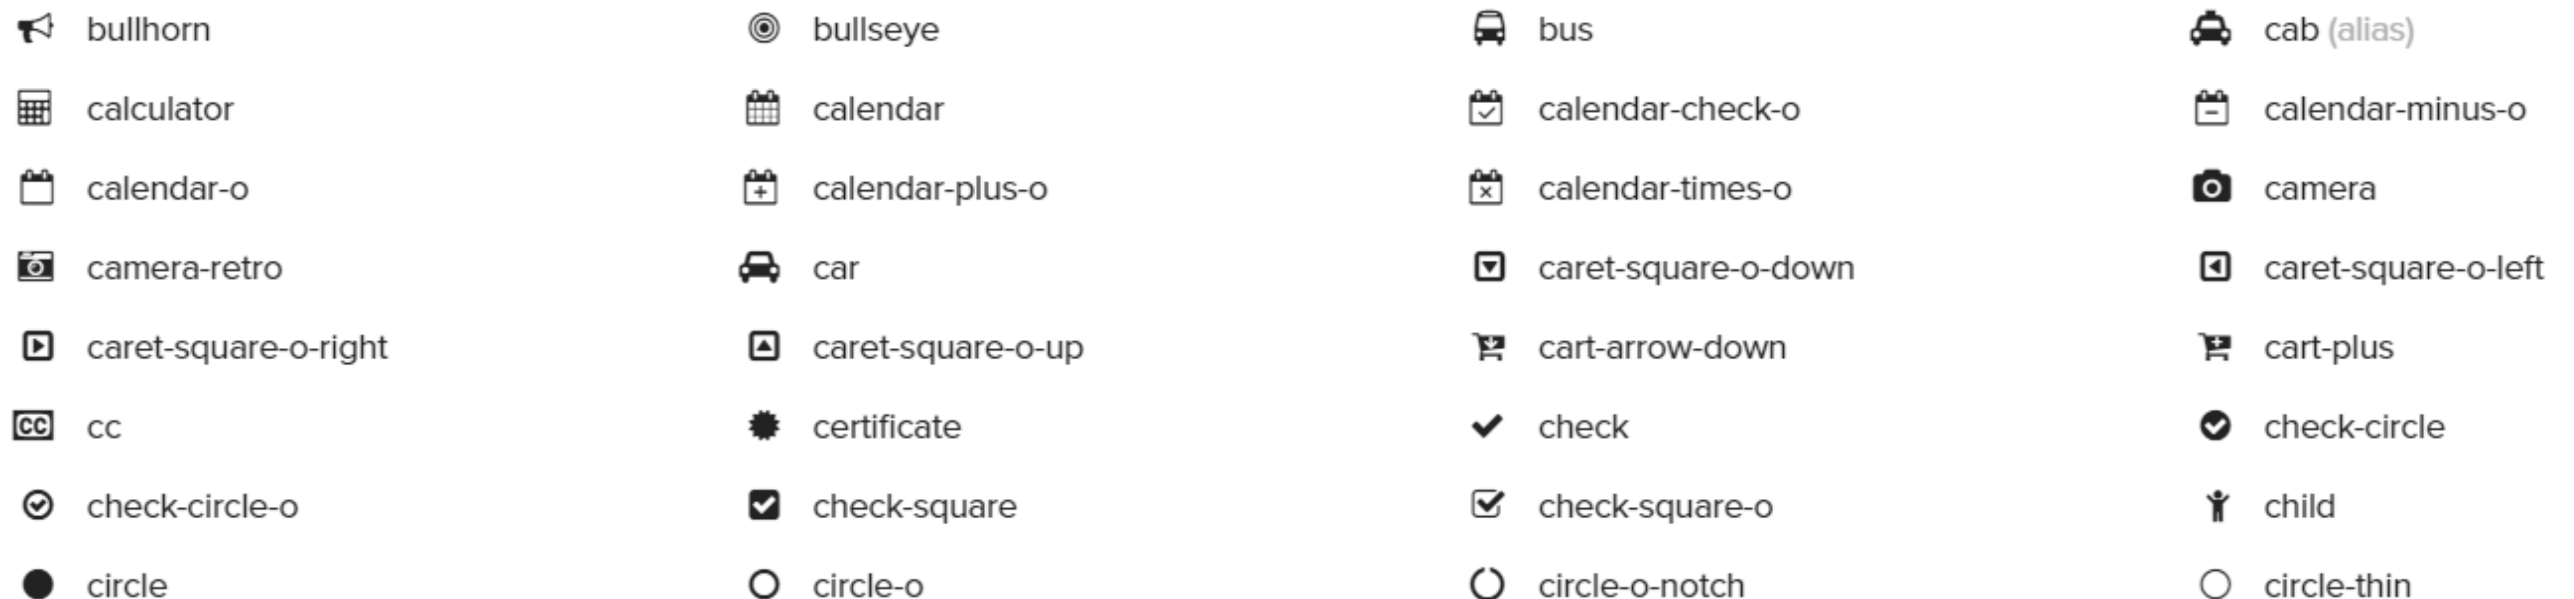 bullhorn bullseye bus cab (alias)
calculator calendar calendar-check-o calendar-minus-o
calendar-o calendar-plus-o calendar-times-o camera
camera-retro car caret-square-o-down caret-square-o-left
caret-square-o-right caret-square-o-up cart-arrow-down cart-plus
CC cc certificate check check-circle
check-circle-o check-square check-square-o child
circle circle-o circle-o-notch circle-thin